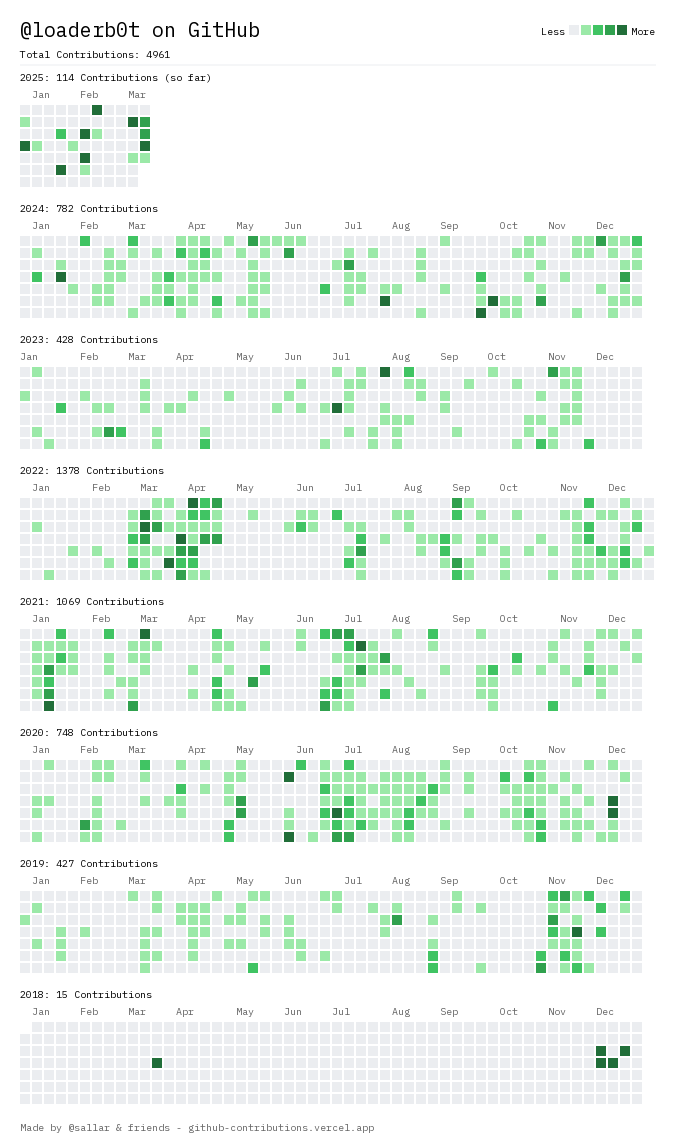 @loaderb0t on GitHub
Less More
Total Contributions: 4961
2025: 114 Contributions (so far)
Jan Feb Mar
2024: 782 Contributions
Jan Feb Mar Apr May Jun Jul Aug Sep Oct Nov Dec
2023: 428 Contributions
Jan Feb Mar Apr May Jun Jul Aug Sep Oct Nov Dec
2022: 1378 Contributions
Jan Feb Mar Apr May Jun Jul Aug Sep Oct Nov Dec
2021: 1069 Contributions
Jan Feb Mar Apr May Jun Jul Aug Sep Oct Nov Dec
2020: 748 Contributions
Jan Feb Mar Apr May Jun Jul Aug Sep Oct Nov Dec
2019: 427 Contributions
Jan Feb Mar Apr May Jun Jul Aug Sep Oct Nov Dec
2018: 15 Contributions
Jan Feb Mar Apr May Jun Jul Aug Sep Oct Nov Dec
Made by @sallar & friends - github-contributions.vercel.app